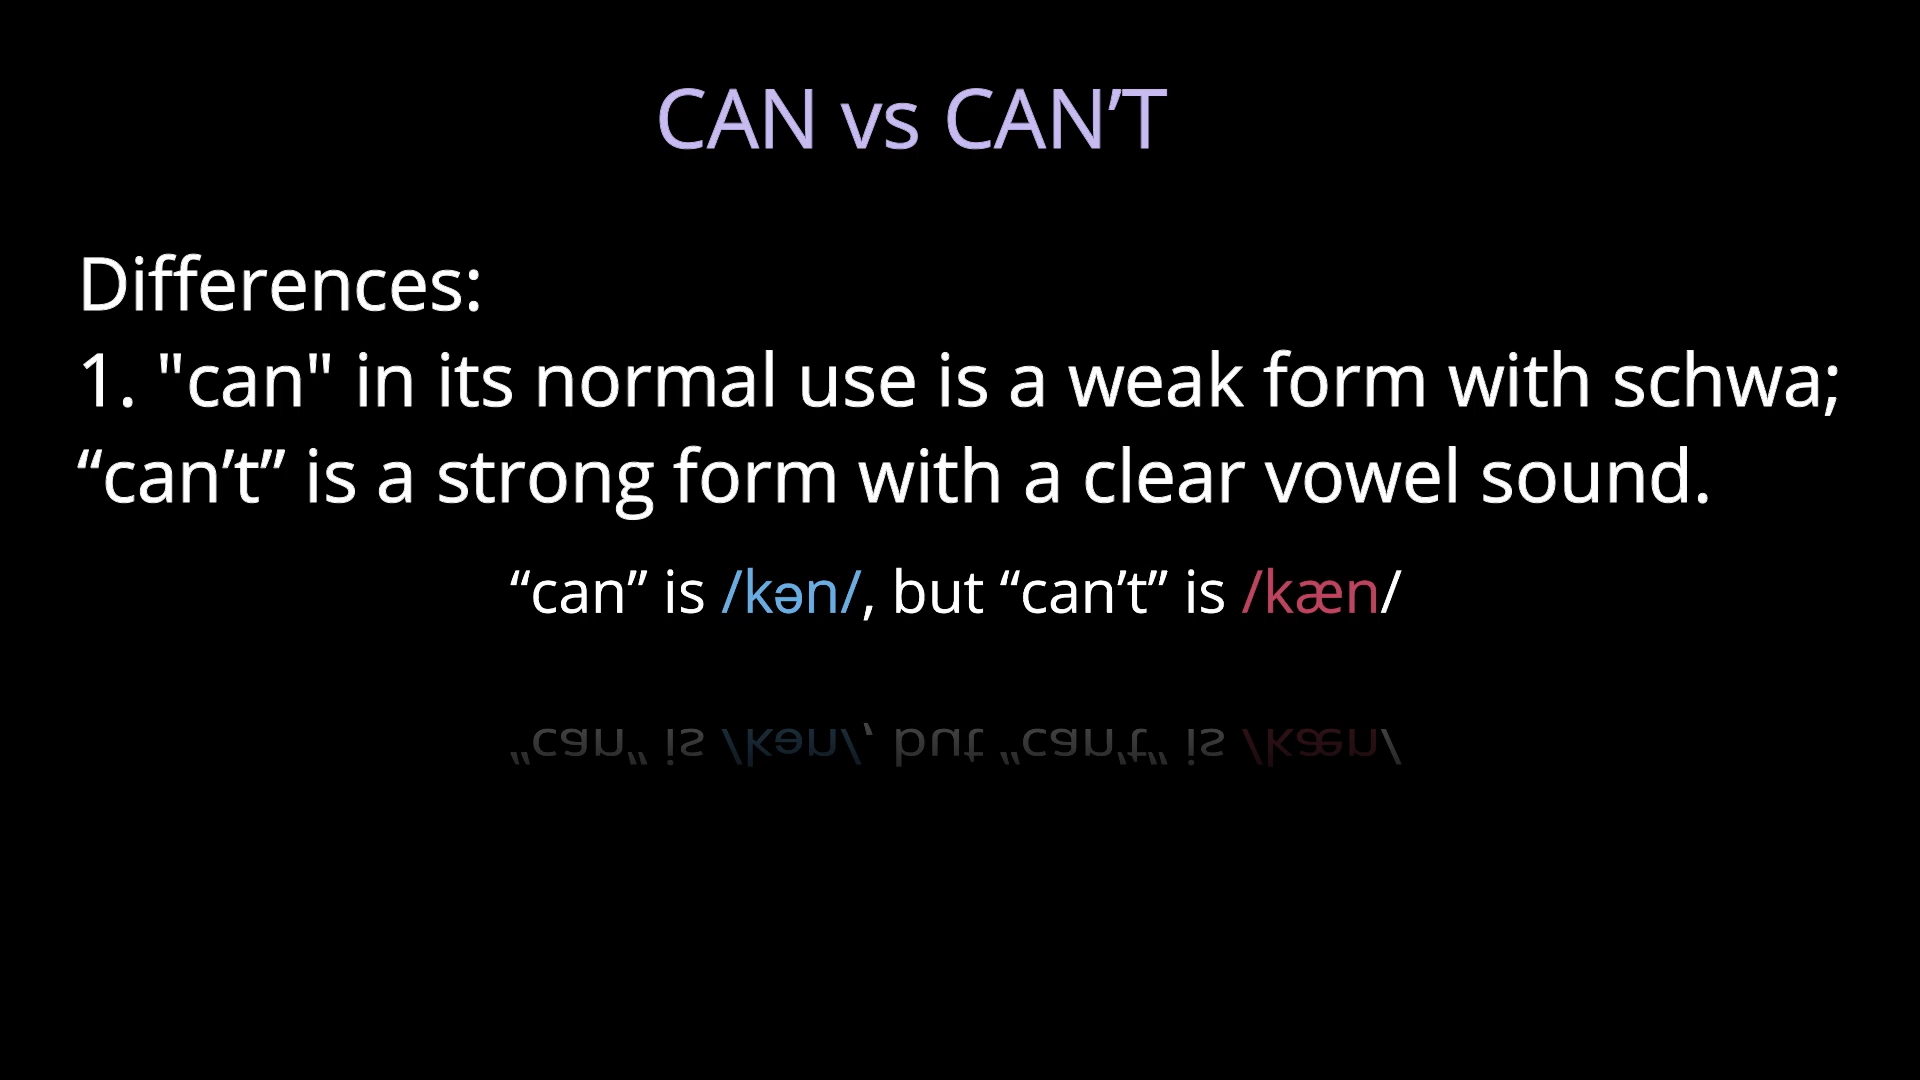 CAN vs CAN’T
Differences:
1. "can" in its normal use is a weak form with schwa;
“can’t” is a strong form with a clear vowel sound.
“can” is /kən/, but “can’t” is /kæn/